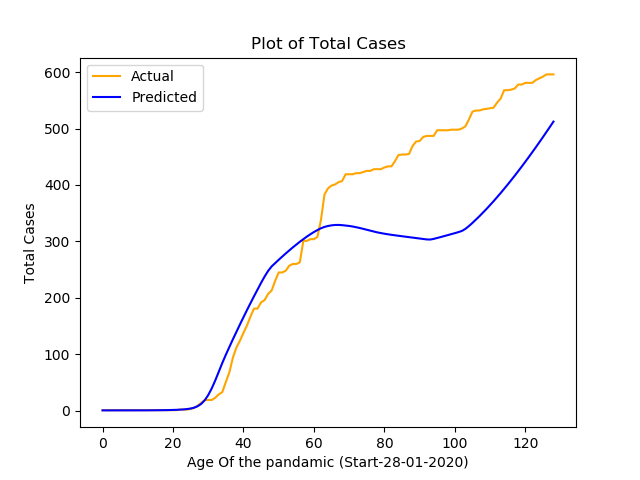 Plot of Total Cases
Actual
Predicted
600
500
400
300
200
100
0
Total Cases
0 20 40 60 80 100 120
Age Of the pandamic (Start-28-01-2020)